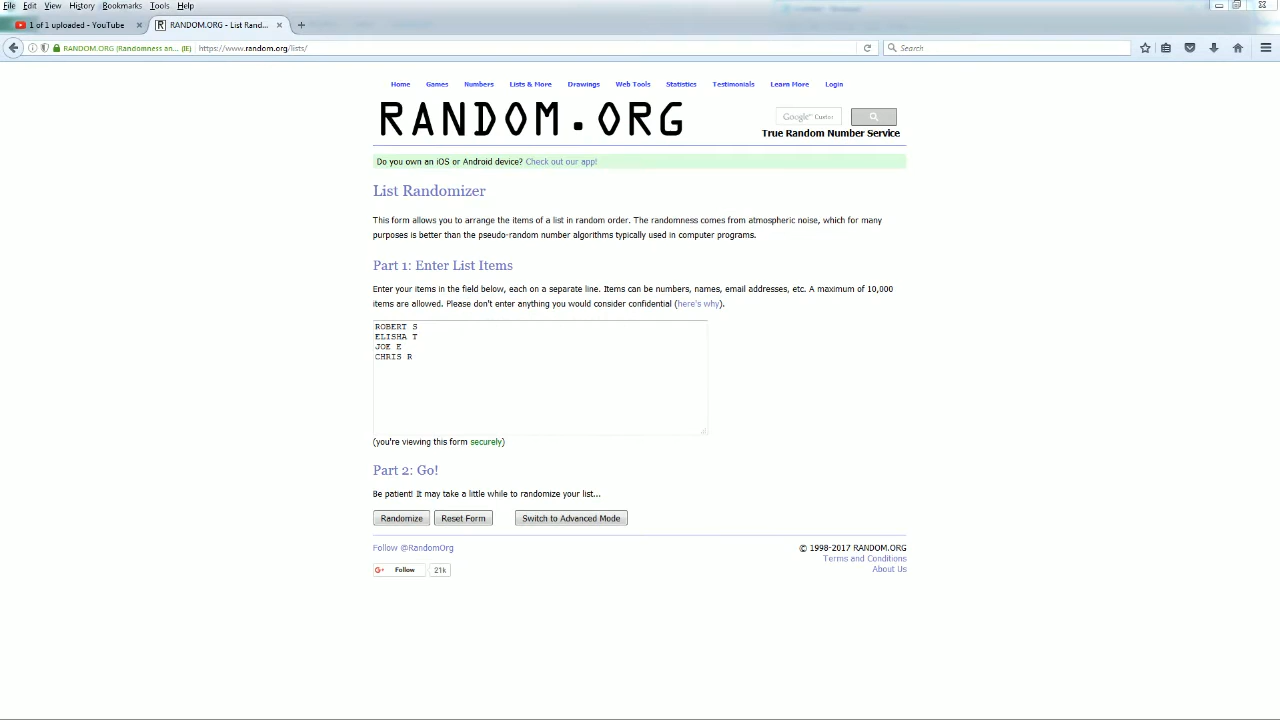 File Edit View History Bookmarks Tools Help
1 of 1 uploaded - YouTube RANDOM.ORG - List Rand...
RANDOM.ORG (Randomness an... (IE) https://www.random.org/lists/ Search
Home Games Numbers Lists & More Drawings Web Tools Statistics Testimonials Learn More Login
RANDOM.ORG
Google™ Custom
True Random Number Service
Do you own an iOS or Android device? Check out our app!
List Randomizer
This form allows you to arrange the items of a list in random order. The randomness comes from atmospheric noise, which for many
purposes is better than the pseudo-random number algorithms typically used in computer programs.
Part 1: Enter List Items
Enter your items in the field below, each on a separate line. Items can be numbers, names, email addresses, etc. A maximum of 10,000
items are allowed. Please don't enter anything you would consider confidential (here's why).
ROBERT S
ELISHA T
JOE E
CHRIS R
(you're viewing this form securely)
Part 2: Go!
Be patient! It may take a little while to randomize your list...
Randomize Reset Form Switch to Advanced Mode
Follow @RandomOrg © 1998-2017 RANDOM.ORG
Terms and Conditions
G+ Follow 21k About Us